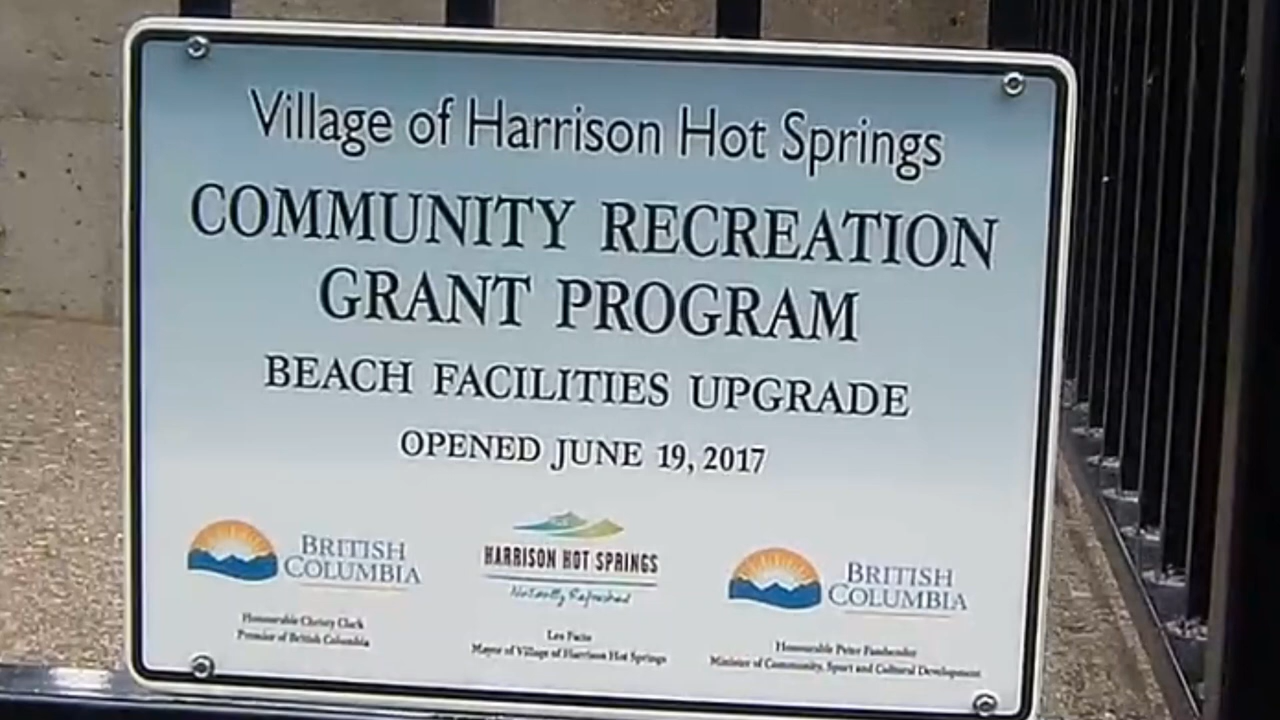 Village of Harrison Hot Springs
COMMUNITY RECREATION
GRANT PROGRAM
BEACH FACILITIES UPGRADE
OPENED JUNE 19, 2017
BRITISH
COLUMBIA
Honourable Christy Clark
Premier of British Columbia
HARRISON HOT SPRINGS
Naturally Refreshed
Leo Facio
Mayor of Village of Harrison Hot Springs
BRITISH
COLUMBIA
Honourable Peter Fassbender
Minister of Community, Sport and Cultural Development